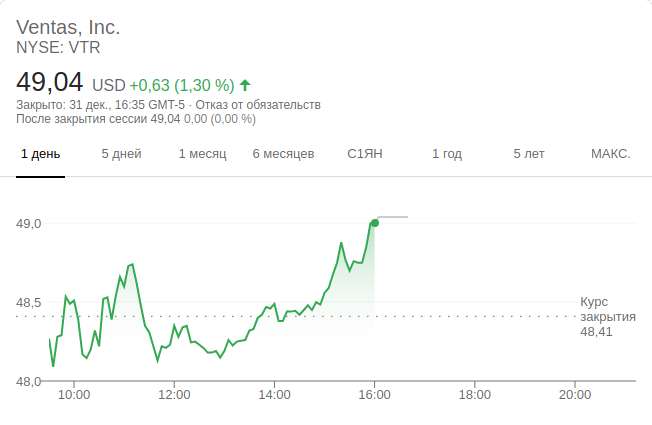 Ventas, Inc.
NYSE: VTR
49,04 USD +0,63 (1,30 %)
Закрыто: 31 дек., 16:35 GMT-5 · Отказ от обязательств
После закрытия сессии 49,04 0,00 (0,00 %)
1 день 5 дней 1 месяц 6 месяцев С1ЯН 1 год 5 лет МАКС.
49,0
48,5
Курс
закрытия
48,41
48,0
10:00 12:00 14:00 16:00 18:00 20:00